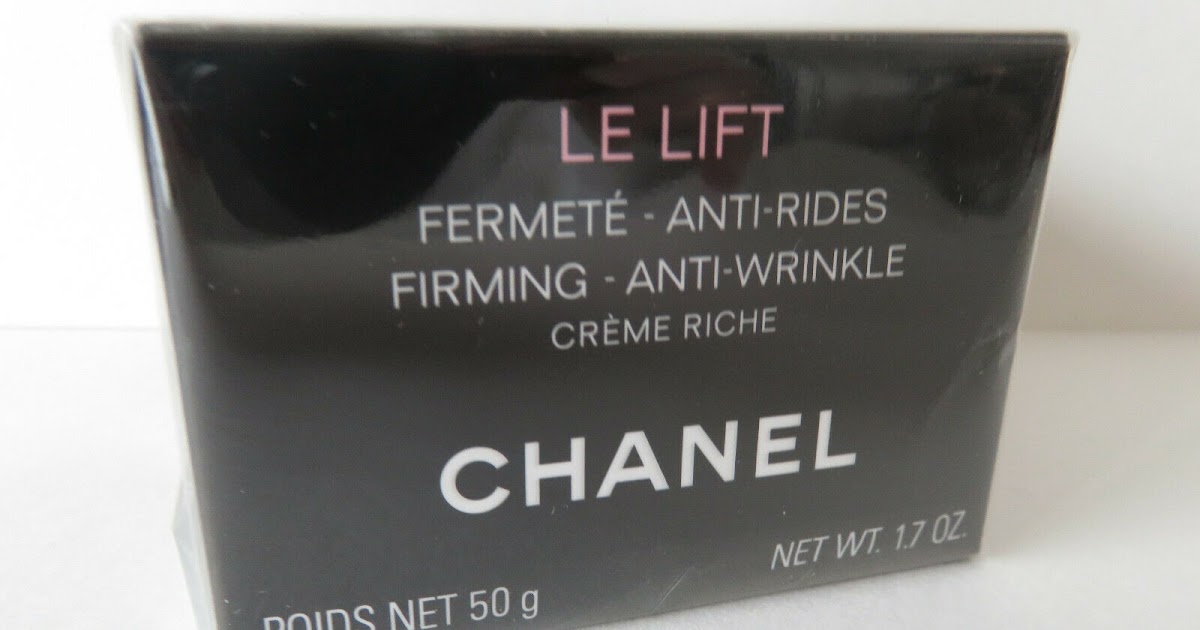 LE LIFT
FERMETÉ - ANTI-RIDES
FIRMING - ANTI-WRINKLE
CRÈME RICHE
CHANEL
NET WT. 1.7 OZ.
POIDS NET 50 g